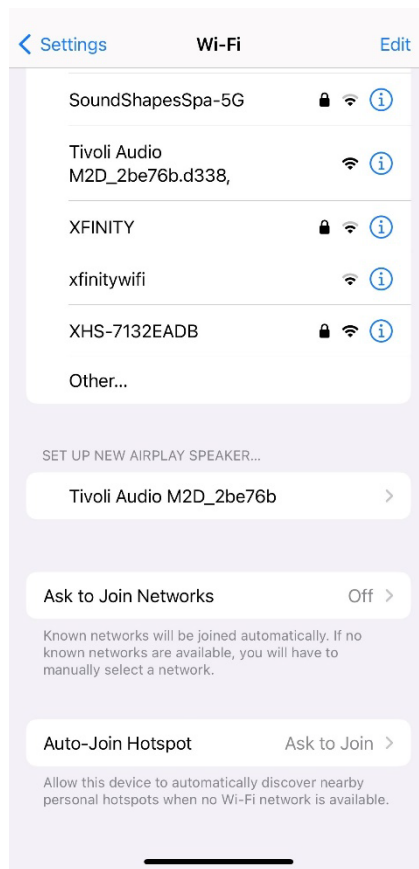 Settings
Wi-Fi
Edit
SoundShapesSpa-5G
Tivoli Audio
M2D_2be76b.d338,
XFINITY
xfinitywifi
XHS-7132EADB
Other...
SET UP NEW AIRPLAY SPEAKER...
Tivoli Audio M2D_2be76b
Ask to Join Networks
Off
Known networks will be joined automatically. If no
known networks are available, you will have to
manually select a network.
Auto-Join Hotspot
Ask to Join
Allow this device to automatically discover nearby
personal hotspots when no Wi-Fi network is available.